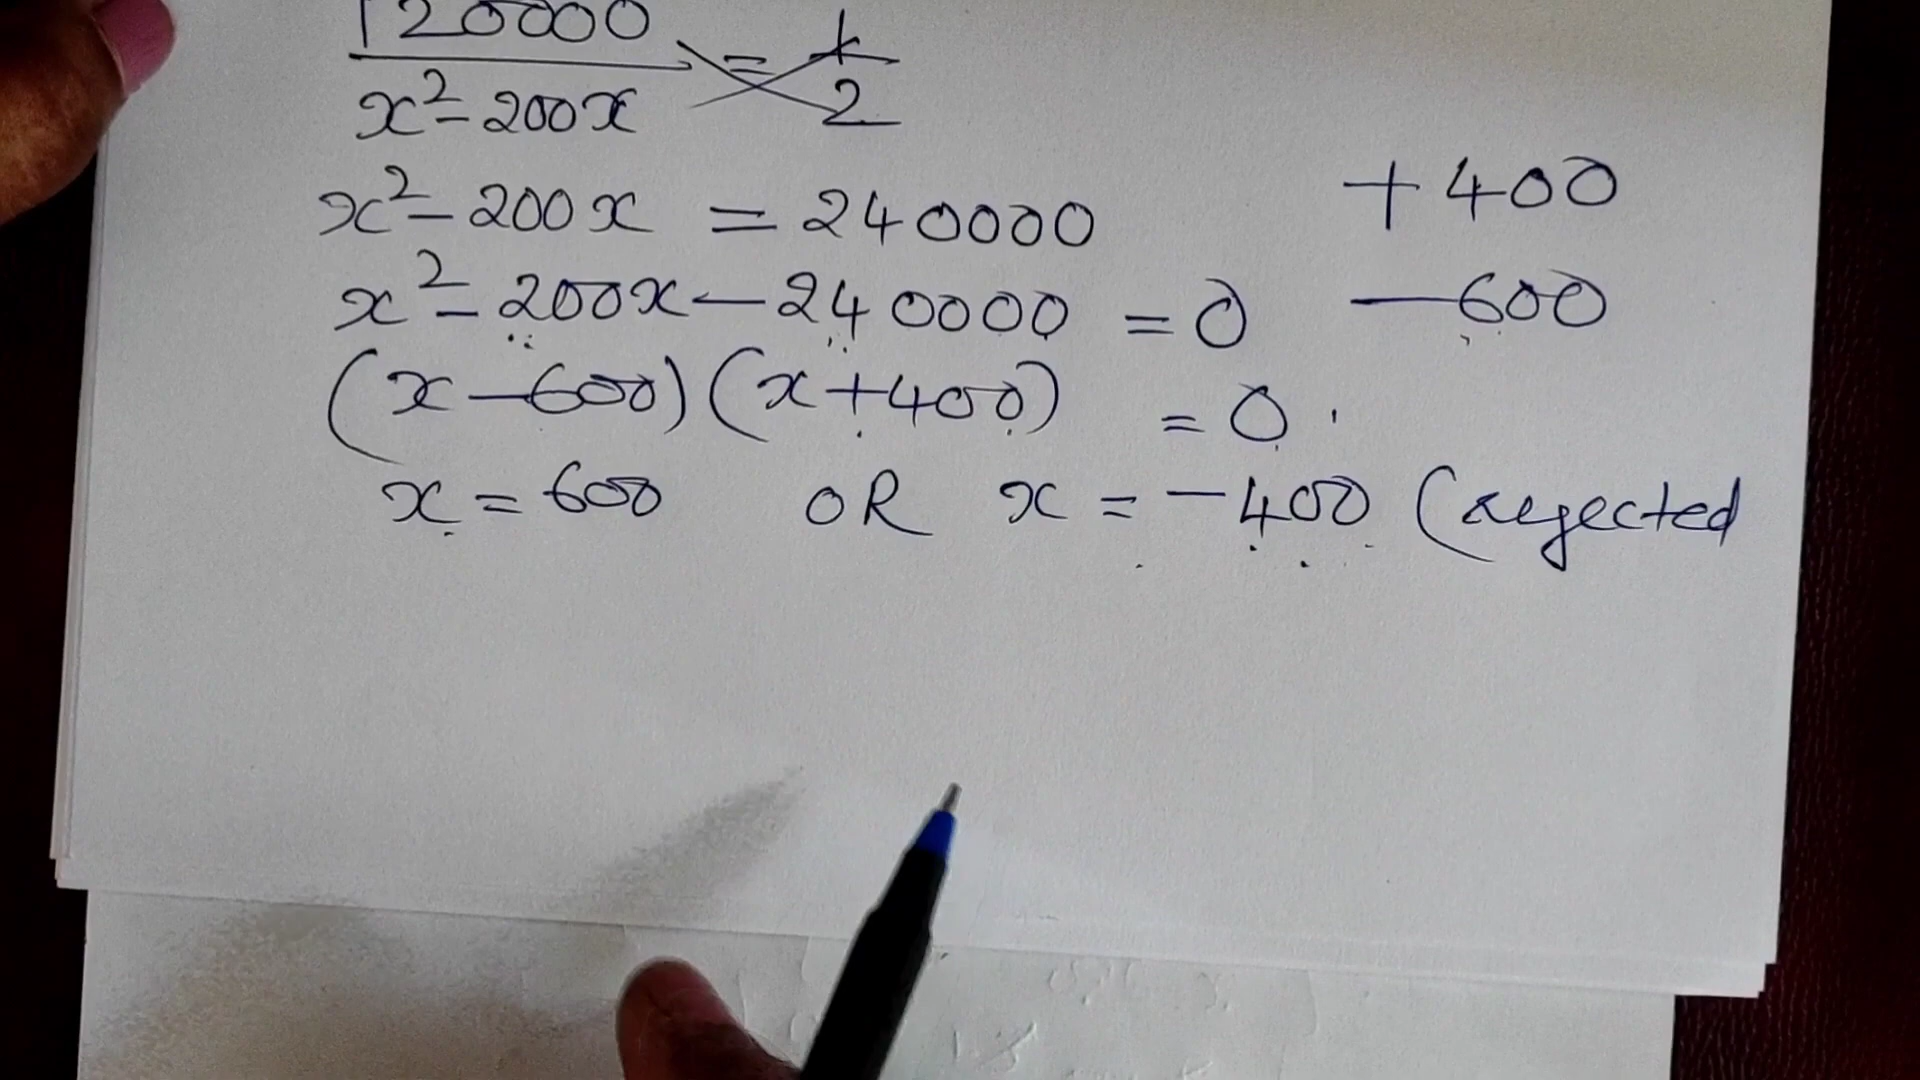 120000/x² - 200x = 1/2
x² - 200x = 240000
+ 400
x² - 200x - 240000 = 0
- 600
(x - 600)(x + 400) = 0
x = 600 OR x = - 400 (rejected